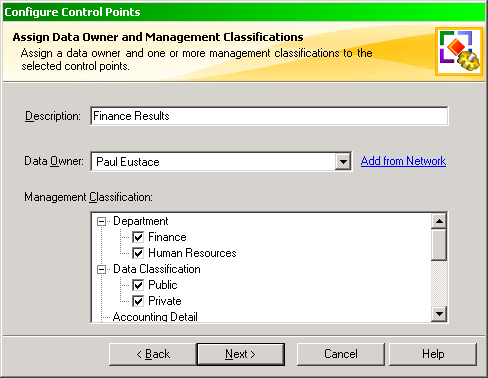 Configure Control Points
Assign Data Owner and Management Classifications
Assign a data owner and one or more management classifications to the
selected control points.
Description: Finance Results
Data Owner: Paul Eustace Add from Network
Management Classification:
Department
Finance
Human Resources
Data Classification
Public
Private
Accounting Detail
< Back Next > Cancel Help